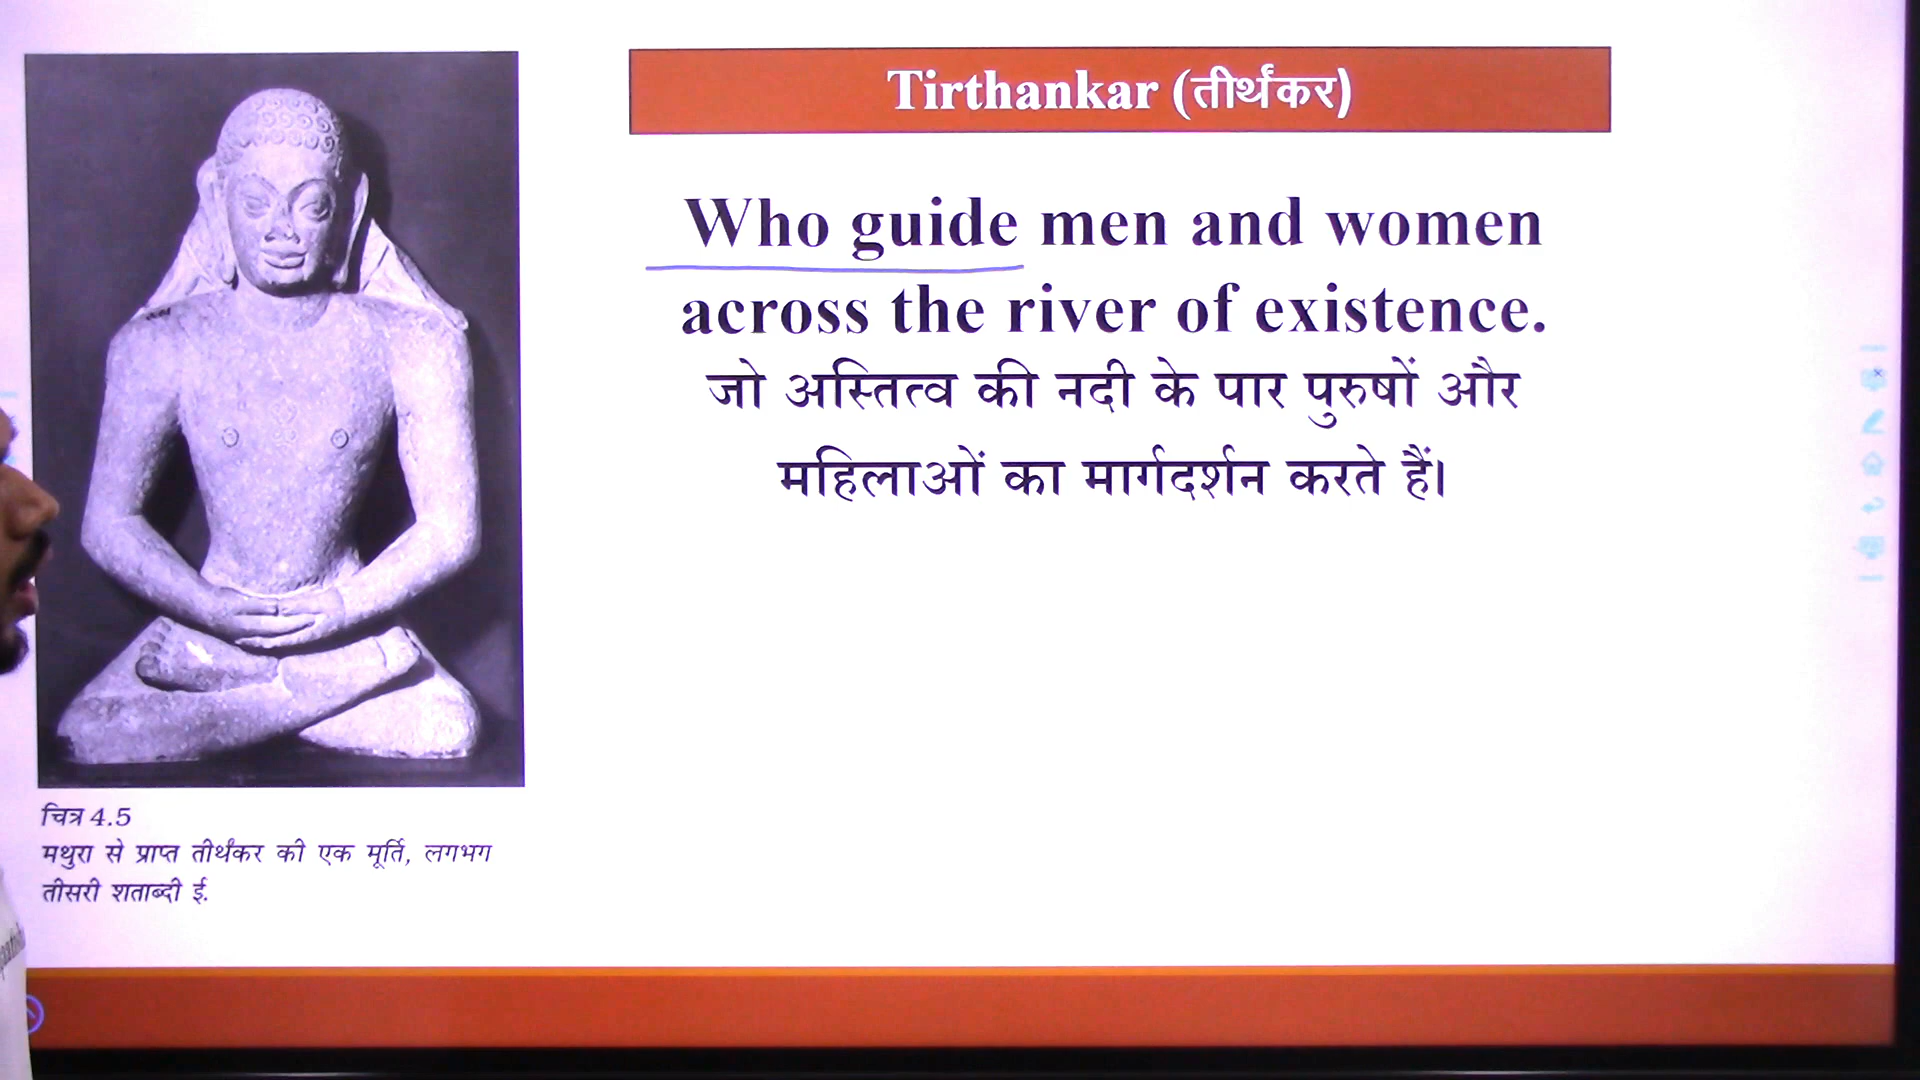 Tirthankar (तीर्थंकर)
Who guide men and women
across the river of existence.
जो अस्तित्व की नदी के पार पुरुषों और
महिलाओं का मार्गदर्शन करते हैं।
चित्र 4.5
मथुरा से प्राप्त तीर्थंकर की एक मूर्ति, लगभग
तीसरी शताब्दी ई.